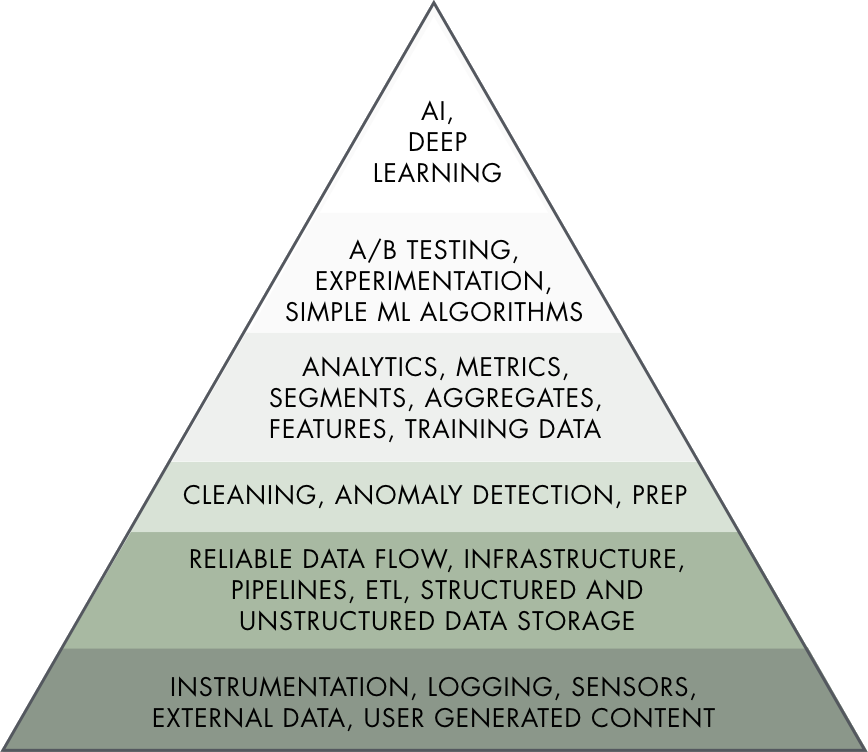 AI,
DEEP
LEARNING
A/B TESTING,
EXPERIMENTATION,
SIMPLE ML ALGORITHMS
ANALYTICS, METRICS,
SEGMENTS, AGGREGATES,
FEATURES, TRAINING DATA
CLEANING, ANOMALY DETECTION, PREP
RELIABLE DATA FLOW, INFRASTRUCTURE,
PIPELINES, ETL, STRUCTURED AND
UNSTRUCTURED DATA STORAGE
INSTRUMENTATION, LOGGING, SENSORS,
EXTERNAL DATA, USER GENERATED CONTENT